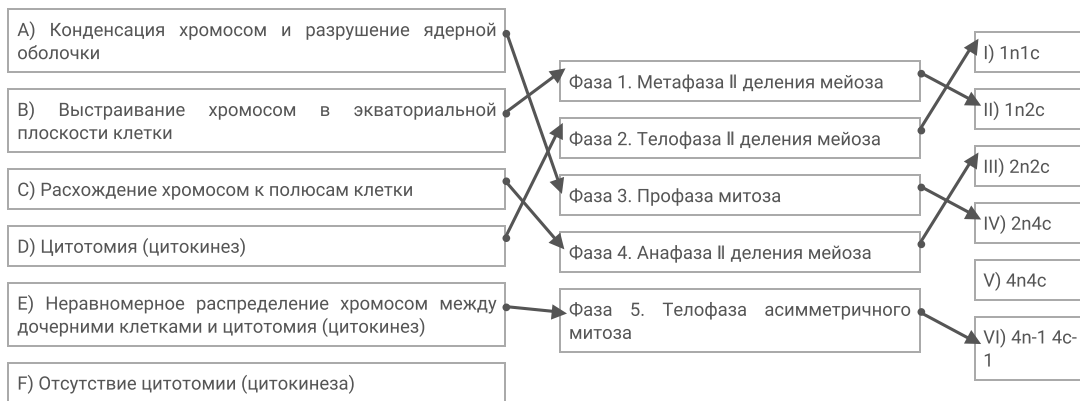 A) Конденсация хромосом и разрушение ядерной
оболочки
B) Выстраивание хромосом в экваториальной
плоскости клетки
C) Расхождение хромосом к полюсам клетки
D) Цитотомия (цитокинез)
E) Неравномерное распределение хромосом между
дочерними клетками и цитотомия (цитокинез)
F) Отсутствие цитотомии (цитокинеза)
Фаза 1. Метафаза II деления мейоза
Фаза 2. Телофаза II деления мейоза
Фаза 3. Профаза митоза
Фаза 4. Анафаза II деления мейоза
Фаза 5. Телофаза асимметричного
митоза
I) 1n1c
II) 1n2c
III) 2n2c
IV) 2n4c
V) 4n4c
VI) 4n-1 4c-
1